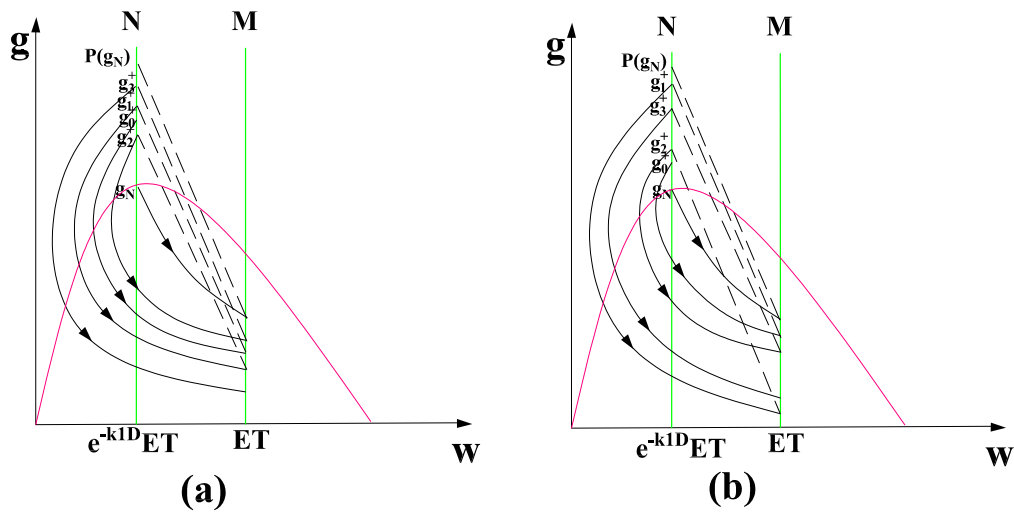 N M
g
P(g_N)
g_3^+
g_1^+
g_0
g_2^+
g_N
e^{-k1D}ET
ET
w
(a)
N M
g
P(g_N)
g_1^+
g_3^+
g_2^+
g_0^+
g_N
e^{-k1D}ET
ET
w
(b)